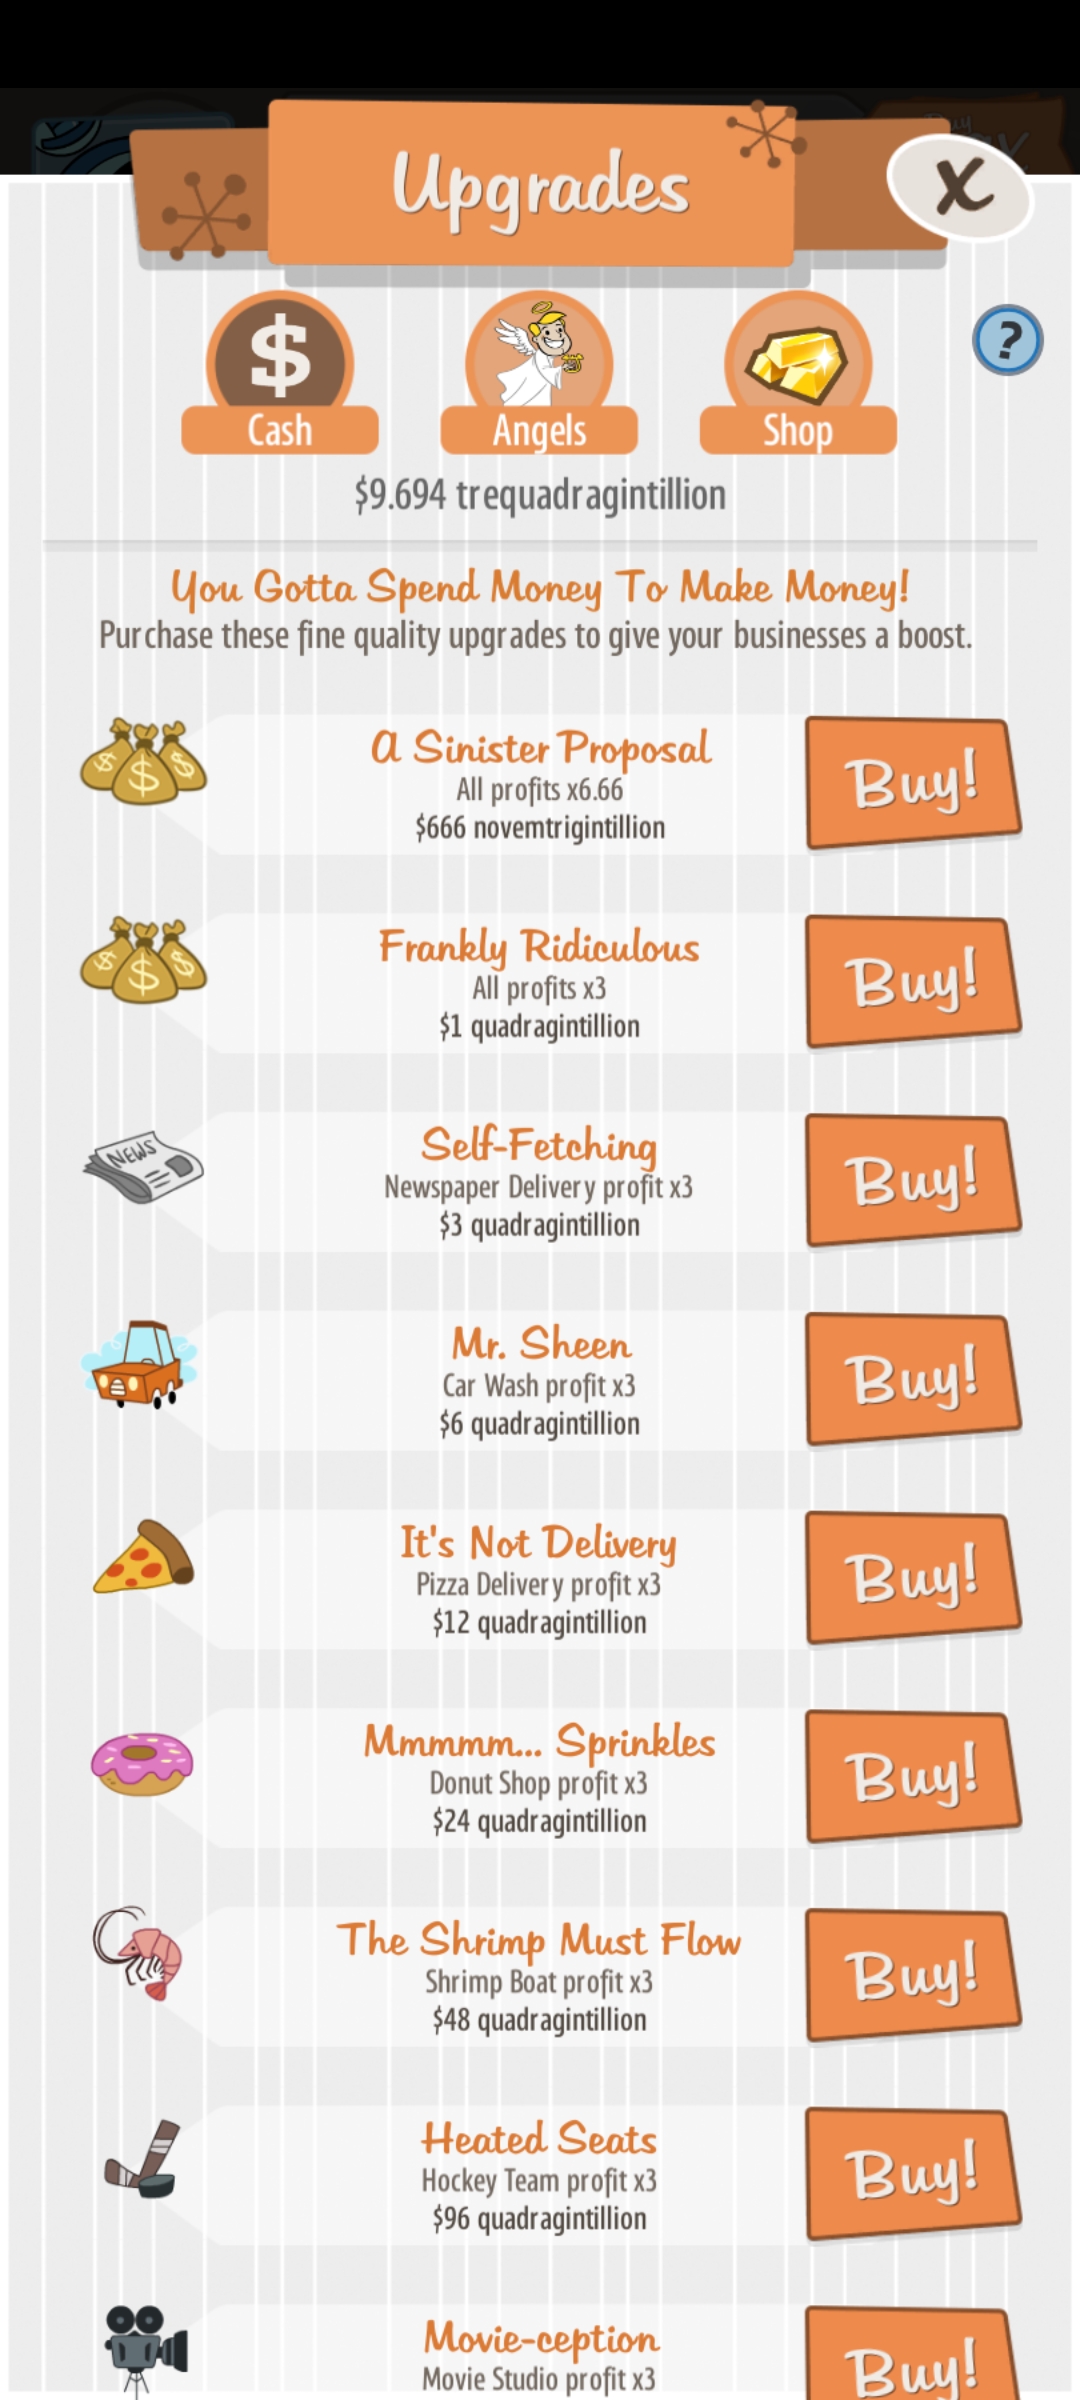 Upgrades
X
$
?
Cash
Angels
Shop
$9.694 trequadragintillion
You Gotta Spend Money To Make Money!
Purchase these fine quality upgrades to give your businesses a boost.
A Sinister Proposal
All profits x6.66
$666 novemtrigintillion
Buy!
Frankly Ridiculous
All profits x3
$1 quadragintillion
Buy!
NEWS
Self-Fetching
Newspaper Delivery profit x3
$3 quadragintillion
Buy!
Mr. Sheen
Car Wash profit x3
$6 quadragintillion
Buy!
It's Not Delivery
Pizza Delivery profit x3
$12 quadragintillion
Buy!
Mmmmm... Sprinkles
Donut Shop profit x3
$24 quadragintillion
Buy!
The Shrimp Must Flow
Shrimp Boat profit x3
$48 quadragintillion
Buy!
Heated Seats
Hockey Team profit x3
$96 quadragintillion
Buy!
Movie-ception
Movie Studio profit x3
Buy!